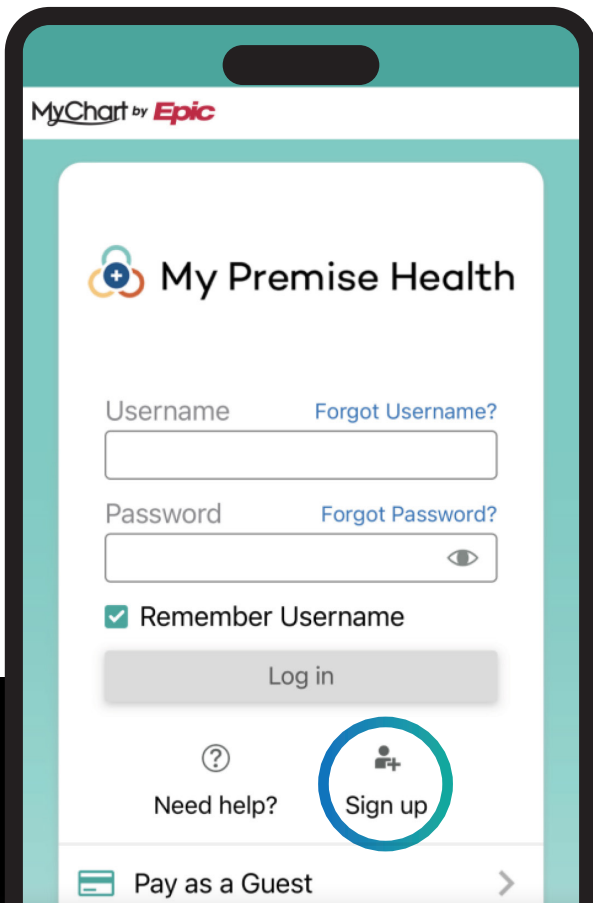 MyChart by Epic
My Premise Health
Username Forgot Username?
Password Forgot Password?
Remember Username
Log in
Need help? Sign up
Pay as a Guest